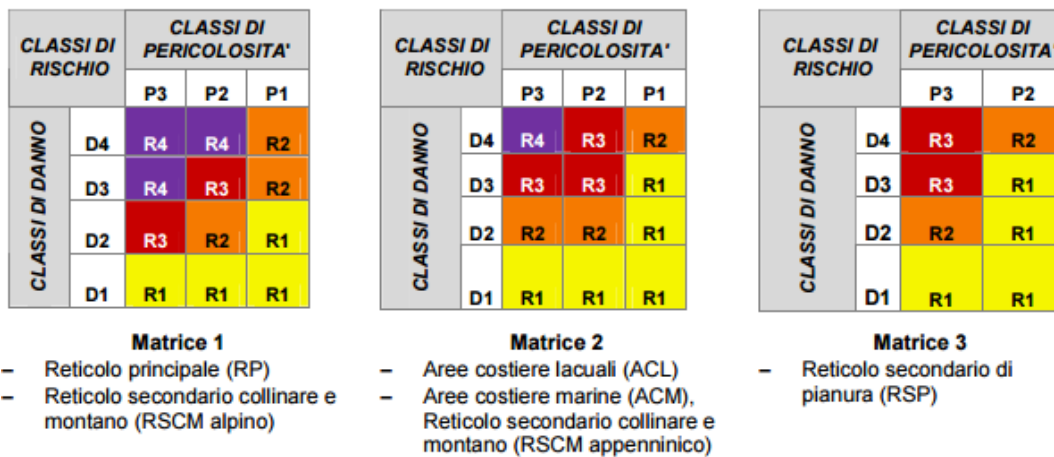 CLASSI DI RISCHIO
CLASSI DI PERICOLOSITA'
P3 P2 P1
CLASSI DI DANNO
D4 R4 R4 R2
D3 R4 R3 R2
D2 R3 R2 R1
D1 R1 R1 R1
Matrice 1
– Reticolo principale (RP)
– Reticolo secondario collinare e
montano (RSCM alpino)
CLASSI DI RISCHIO
CLASSI DI PERICOLOSITA'
P3 P2 P1
CLASSI DI DANNO
D4 R4 R3 R2
D3 R3 R3 R1
D2 R2 R2 R1
D1 R1 R1 R1
Matrice 2
– Aree costiere lacuali (ACL)
– Aree costiere marine (ACM),
Reticolo secondario collinare e
montano (RSCM appenninico)
CLASSI DI RISCHIO
CLASSI DI PERICOLOSITA'
P3 P2
CLASSI DI DANNO
D4 R3 R2
D3 R3 R1
D2 R2 R1
D1 R1 R1
Matrice 3
– Reticolo secondario di
pianura (RSP)